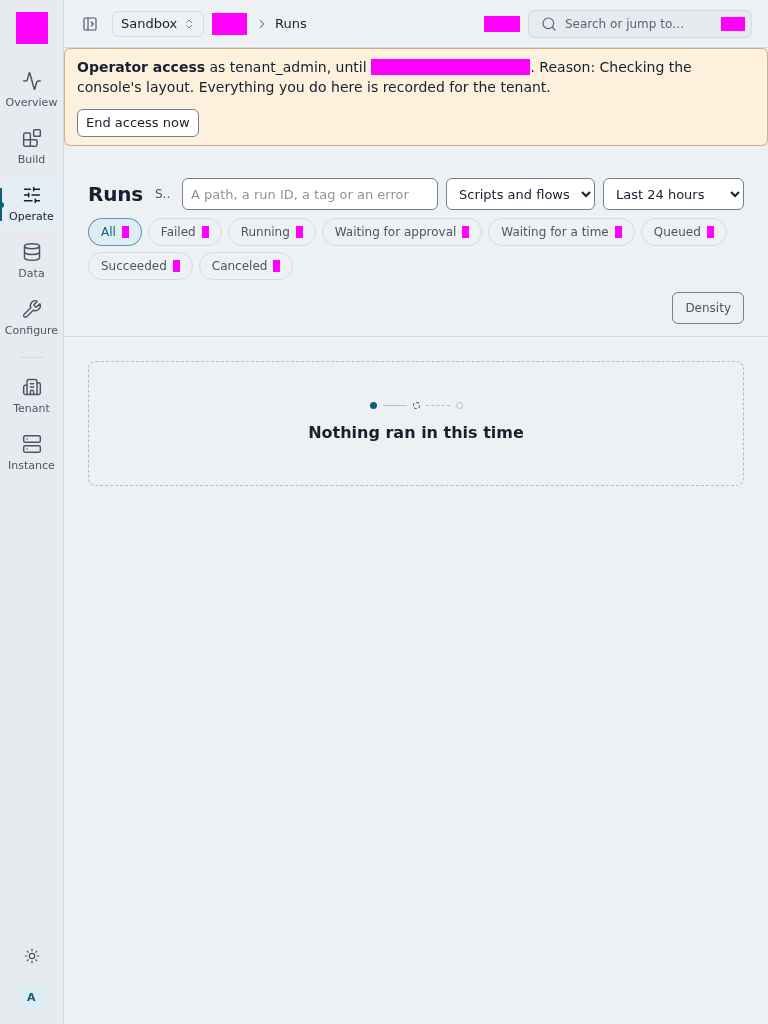 Sandbox
Runs
Search or jump to...
Operator access as tenant_admin, until . Reason: Checking the
console's layout. Everything you do here is recorded for the tenant.
End access now
Overview
Build
Operate
Data
Configure
Tenant
Instance
A
Runs
S..
A path, a run ID, a tag or an error
Scripts and flows
Last 24 hours
All
Failed
Running
Waiting for approval
Waiting for a time
Queued
Succeeded
Canceled
Density
Nothing ran in this time